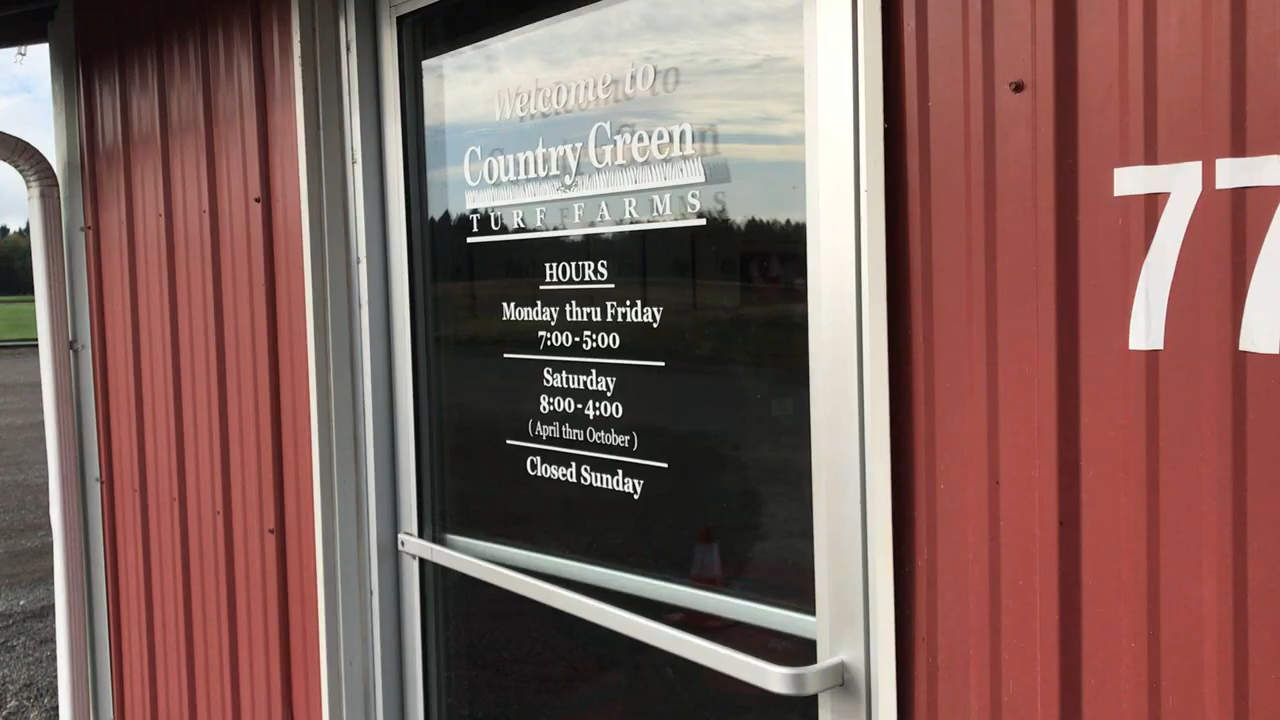 Welcome to
Country Green
TURF FARMS
HOURS
Monday thru Friday
7:00-5:00
Saturday
8:00-4:00
(April thru October)
Closed Sunday
77